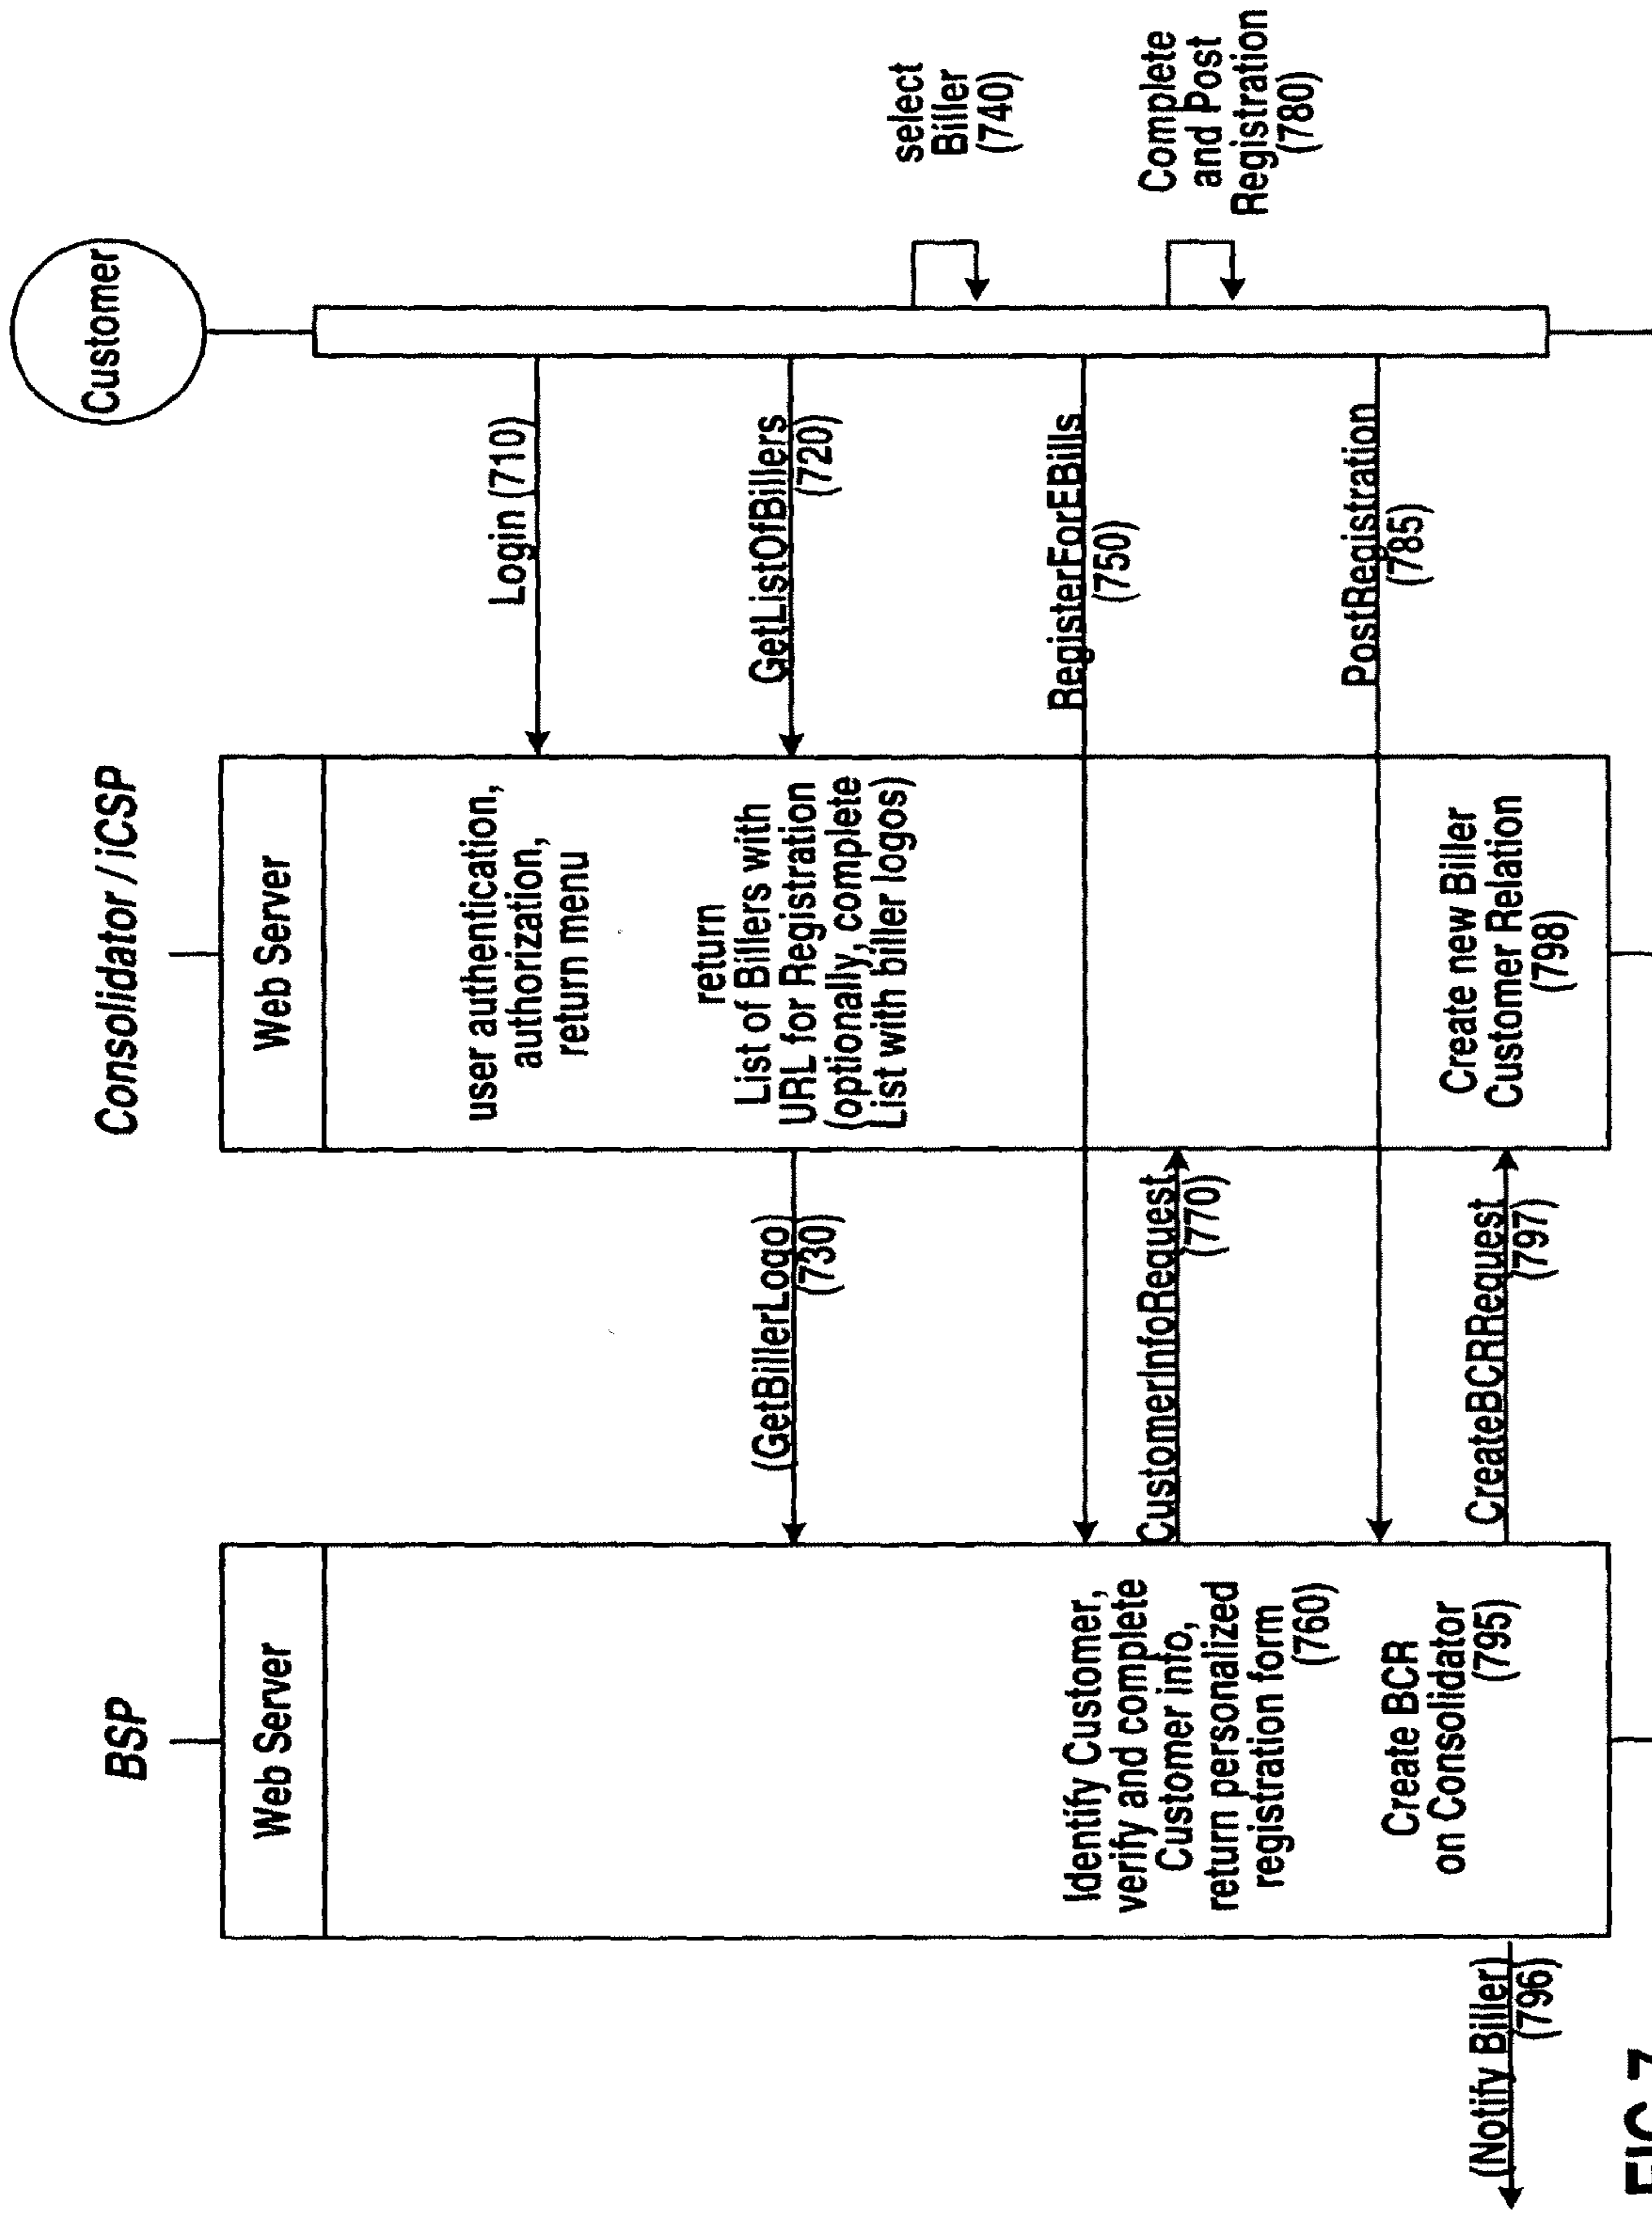 BSP
Consolidator / iCSP
Customer
Web Server
Web Server
Login (710)
user authentication,
authorization,
return menu
GetListOfBillers
(720)
return
List of Billers with
URL for Registration
(optionally, complete
List with biller logos)
(GetBillerLogo)
(730)
select
Biller
(740)
RegisterForEBills
(750)
Identify Customer,
verify and complete
Customer info,
return personalized
registration form
(760)
CustomerInfoRequest
(770)
Complete
and Post
Registration
(780)
PostRegistration
(785)
Create BCR
on Consolidator
(795)
(Notify Biller)
(796)
CreateBCRRequest
(797)
Create new Biller
Customer Relation
(798)
FIG. 7